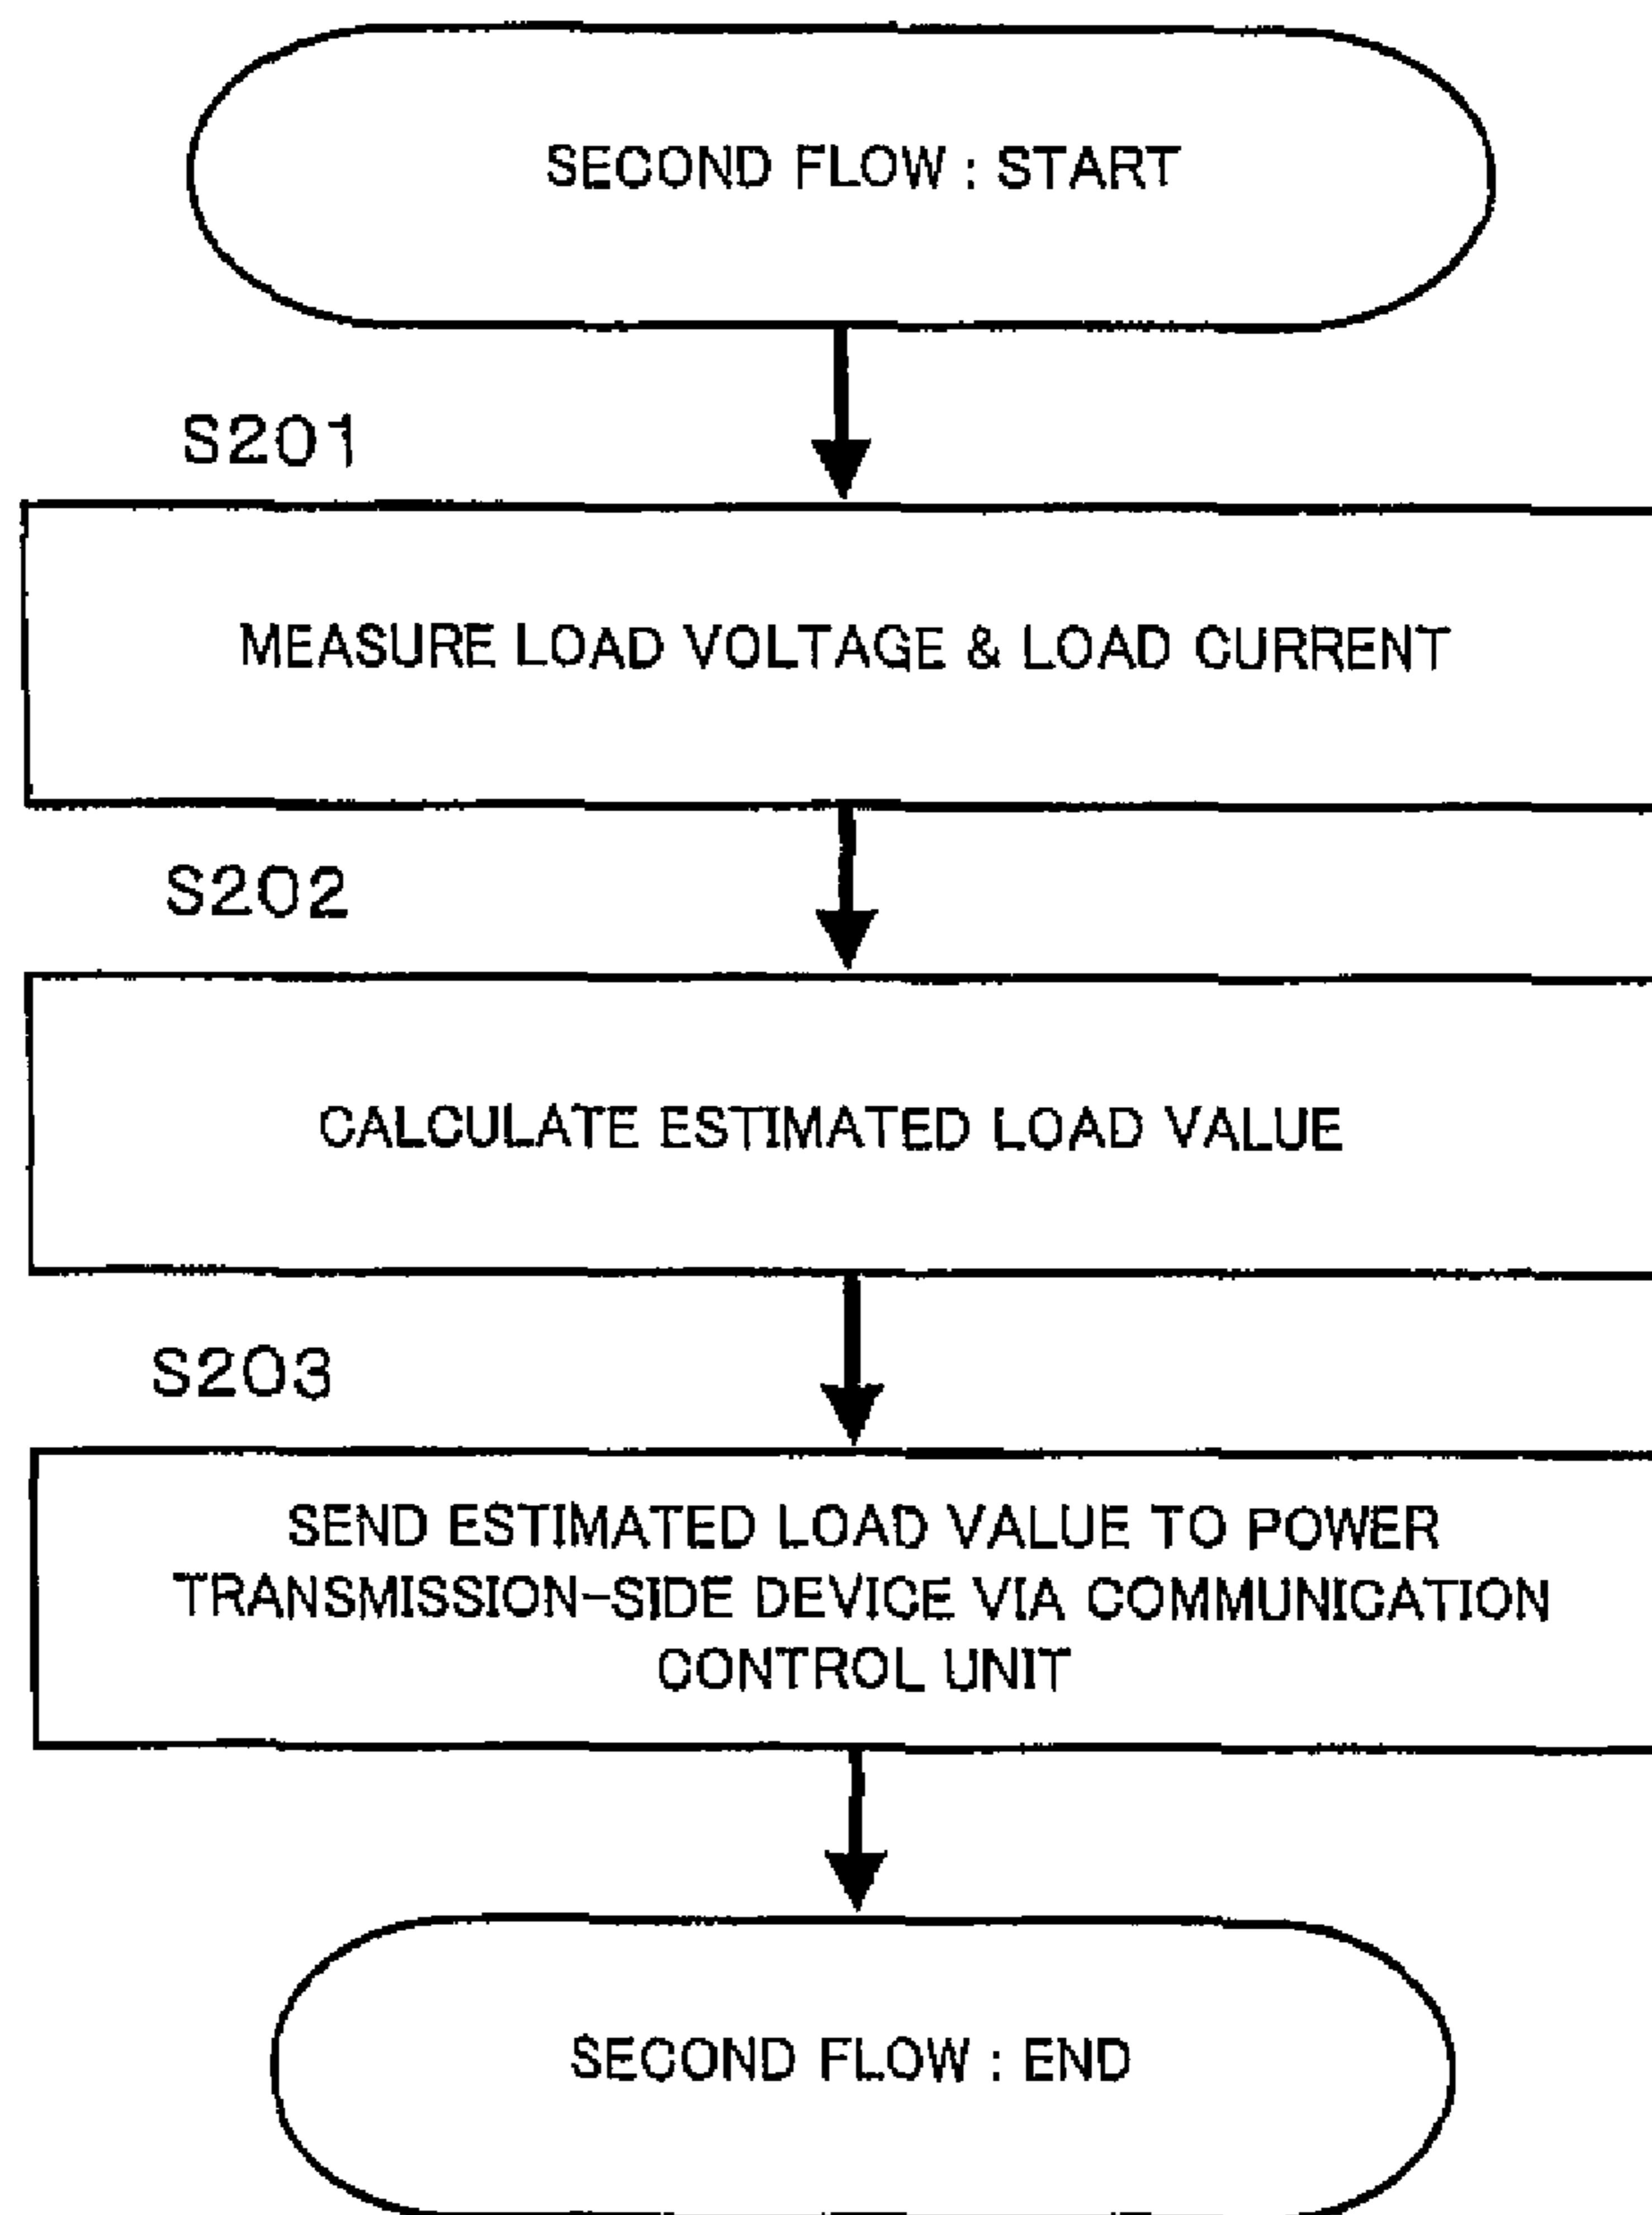 SECOND FLOW : START
S201
MEASURE LOAD VOLTAGE & LOAD CURRENT
S202
CALCULATE ESTIMATED LOAD VALUE
S203
SEND ESTIMATED LOAD VALUE TO POWER
TRANSMISSION-SIDE DEVICE VIA COMMUNICATION
CONTROL UNIT
SECOND FLOW : END